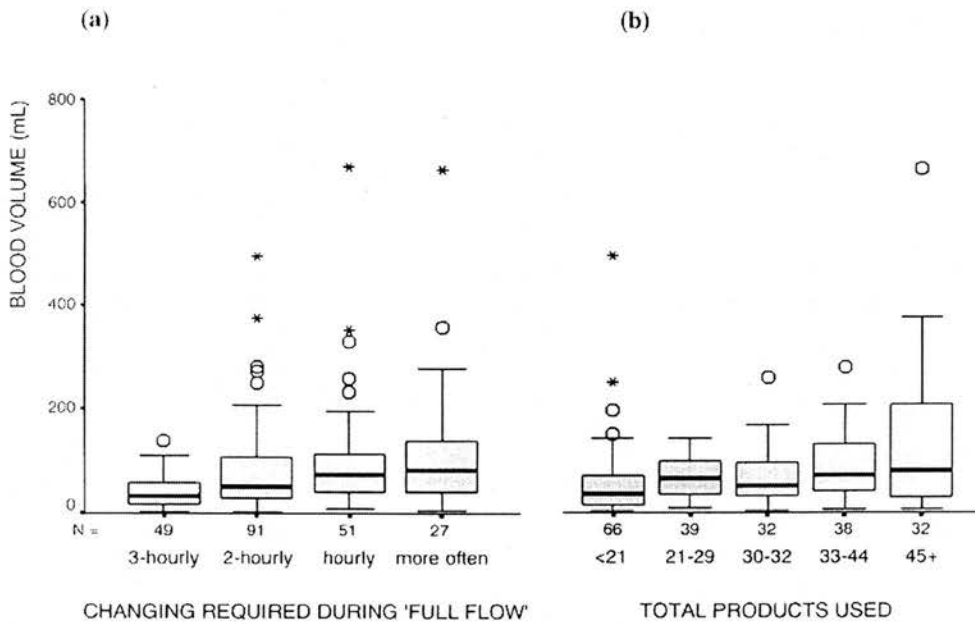 (a)
(b)
BLOOD VOLUME (mL)
800
600
400
200
0
N = 49 91 51 27
3-hourly 2-hourly hourly more often
66 39 32 38 32
<21 21-29 30-32 33-44 45+
CHANGING REQUIRED DURING 'FULL FLOW'
TOTAL PRODUCTS USED